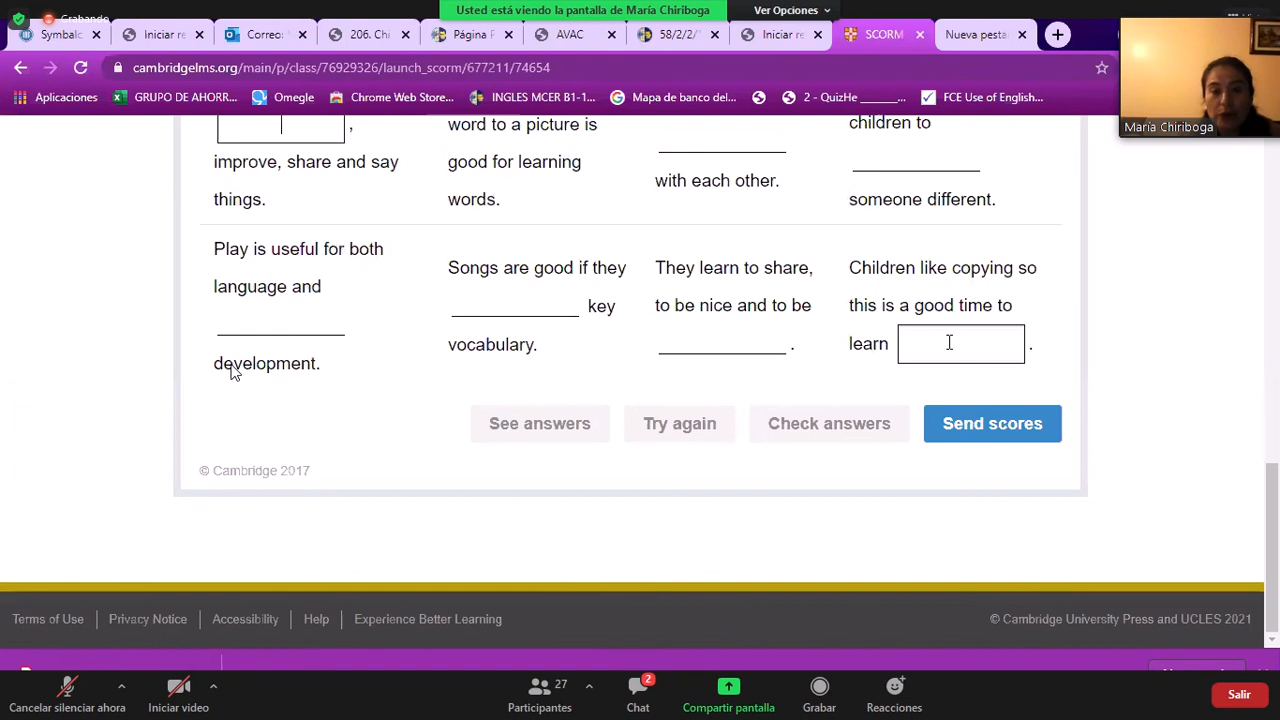 Grabando
Usted está viendo la pantalla de María Chiriboga
Ver Opciones
Symbalo
Iniciar re
Correo:
206. Ch
Página P
AVAC
58/2/2/
Iniciar re
SCORM
Nueva pesta
cambridgelms.org/main/p/class/76929326/launch_scorm/677211/74654
Aplicaciones
GRUPO DE AHORR...
Omegle
Chrome Web Store...
INGLES MCER B1-1...
Mapa de banco del...
2 - QuizHe ______...
FCE Use of English...
María Chiriboga
,
improve, share and say
things.
word to a picture is
good for learning
words.
with each other.
children to
someone different.
Play is useful for both
language and
development.
Songs are good if they
key
vocabulary.
They learn to share,
to be nice and to be
.
Children like copying so
this is a good time to
learn .
See answers
Try again
Check answers
Send scores
© Cambridge 2017
Terms of Use
Privacy Notice
Accessibility
Help
Experience Better Learning
© Cambridge University Press and UCLES 2021
Cancelar silenciar ahora
Iniciar video
27
Participantes
2
Chat
Compartir pantalla
Grabar
Reacciones
Salir